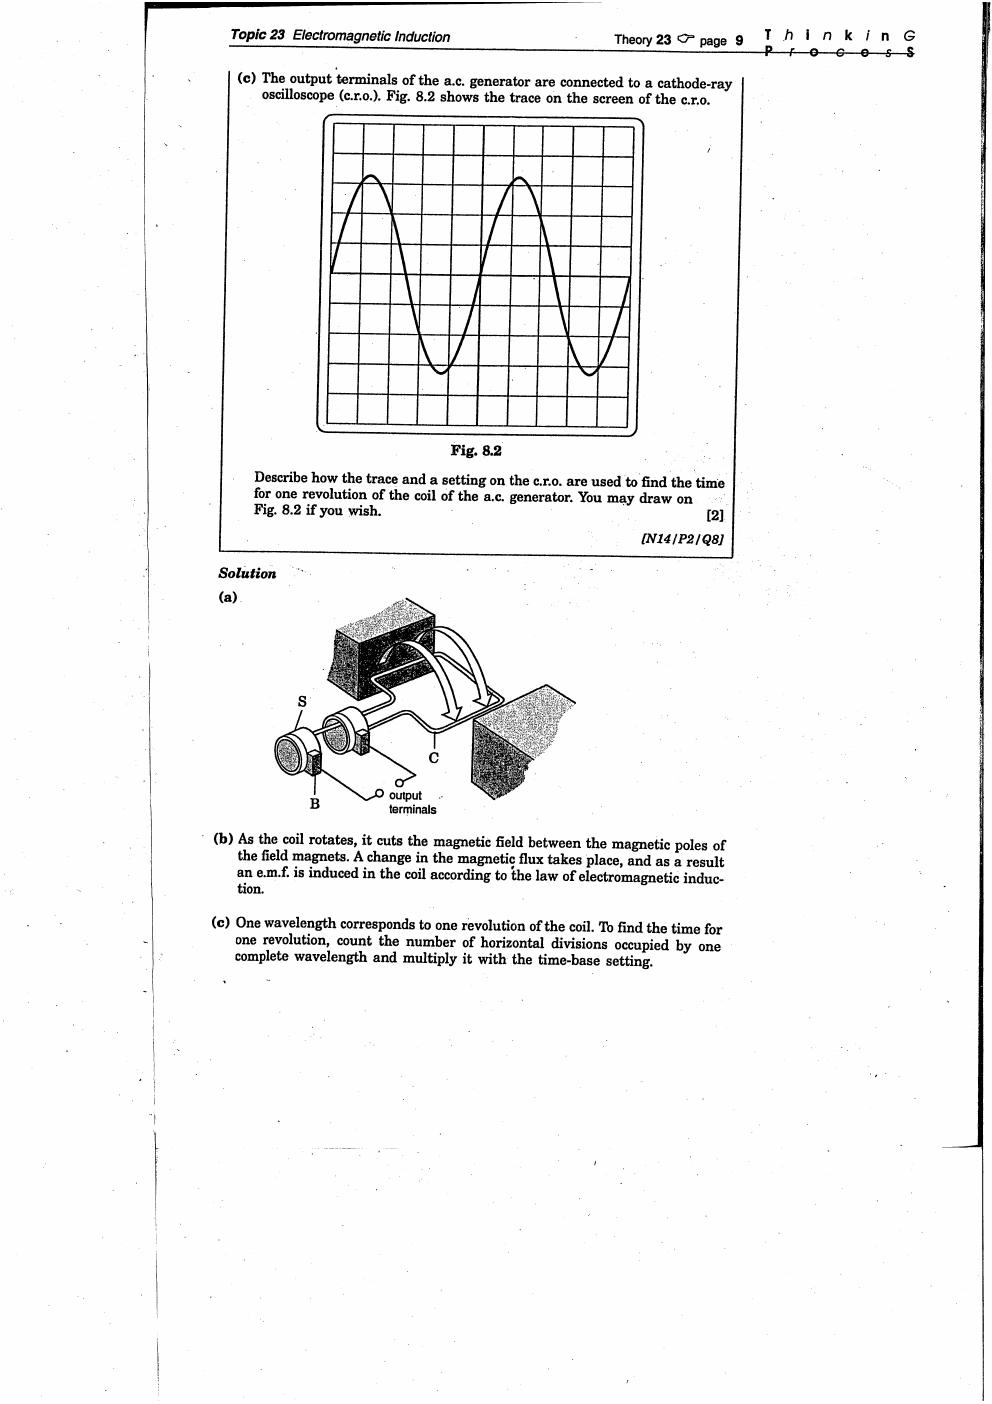 Topic 23 Electromagnetic Induction
Theory 23 ☞ page 9
T h i n k i n G
P r o c e s s
(c) The output terminals of the a.c. generator are connected to a cathode-ray
oscilloscope (c.r.o.). Fig. 8.2 shows the trace on the screen of the c.r.o.
Fig. 8.2
Describe how the trace and a setting on the c.r.o. are used to find the time
for one revolution of the coil of the a.c. generator. You may draw on
Fig. 8.2 if you wish. [2]
[N14/P2/Q8]
Solution
(a)
S
C
B
output
terminals
(b) As the coil rotates, it cuts the magnetic field between the magnetic poles of
the field magnets. A change in the magnetic flux takes place, and as a result
an e.m.f. is induced in the coil according to the law of electromagnetic induc-
tion.
(c) One wavelength corresponds to one revolution of the coil. To find the time for
one revolution, count the number of horizontal divisions occupied by one
complete wavelength and multiply it with the time-base setting.